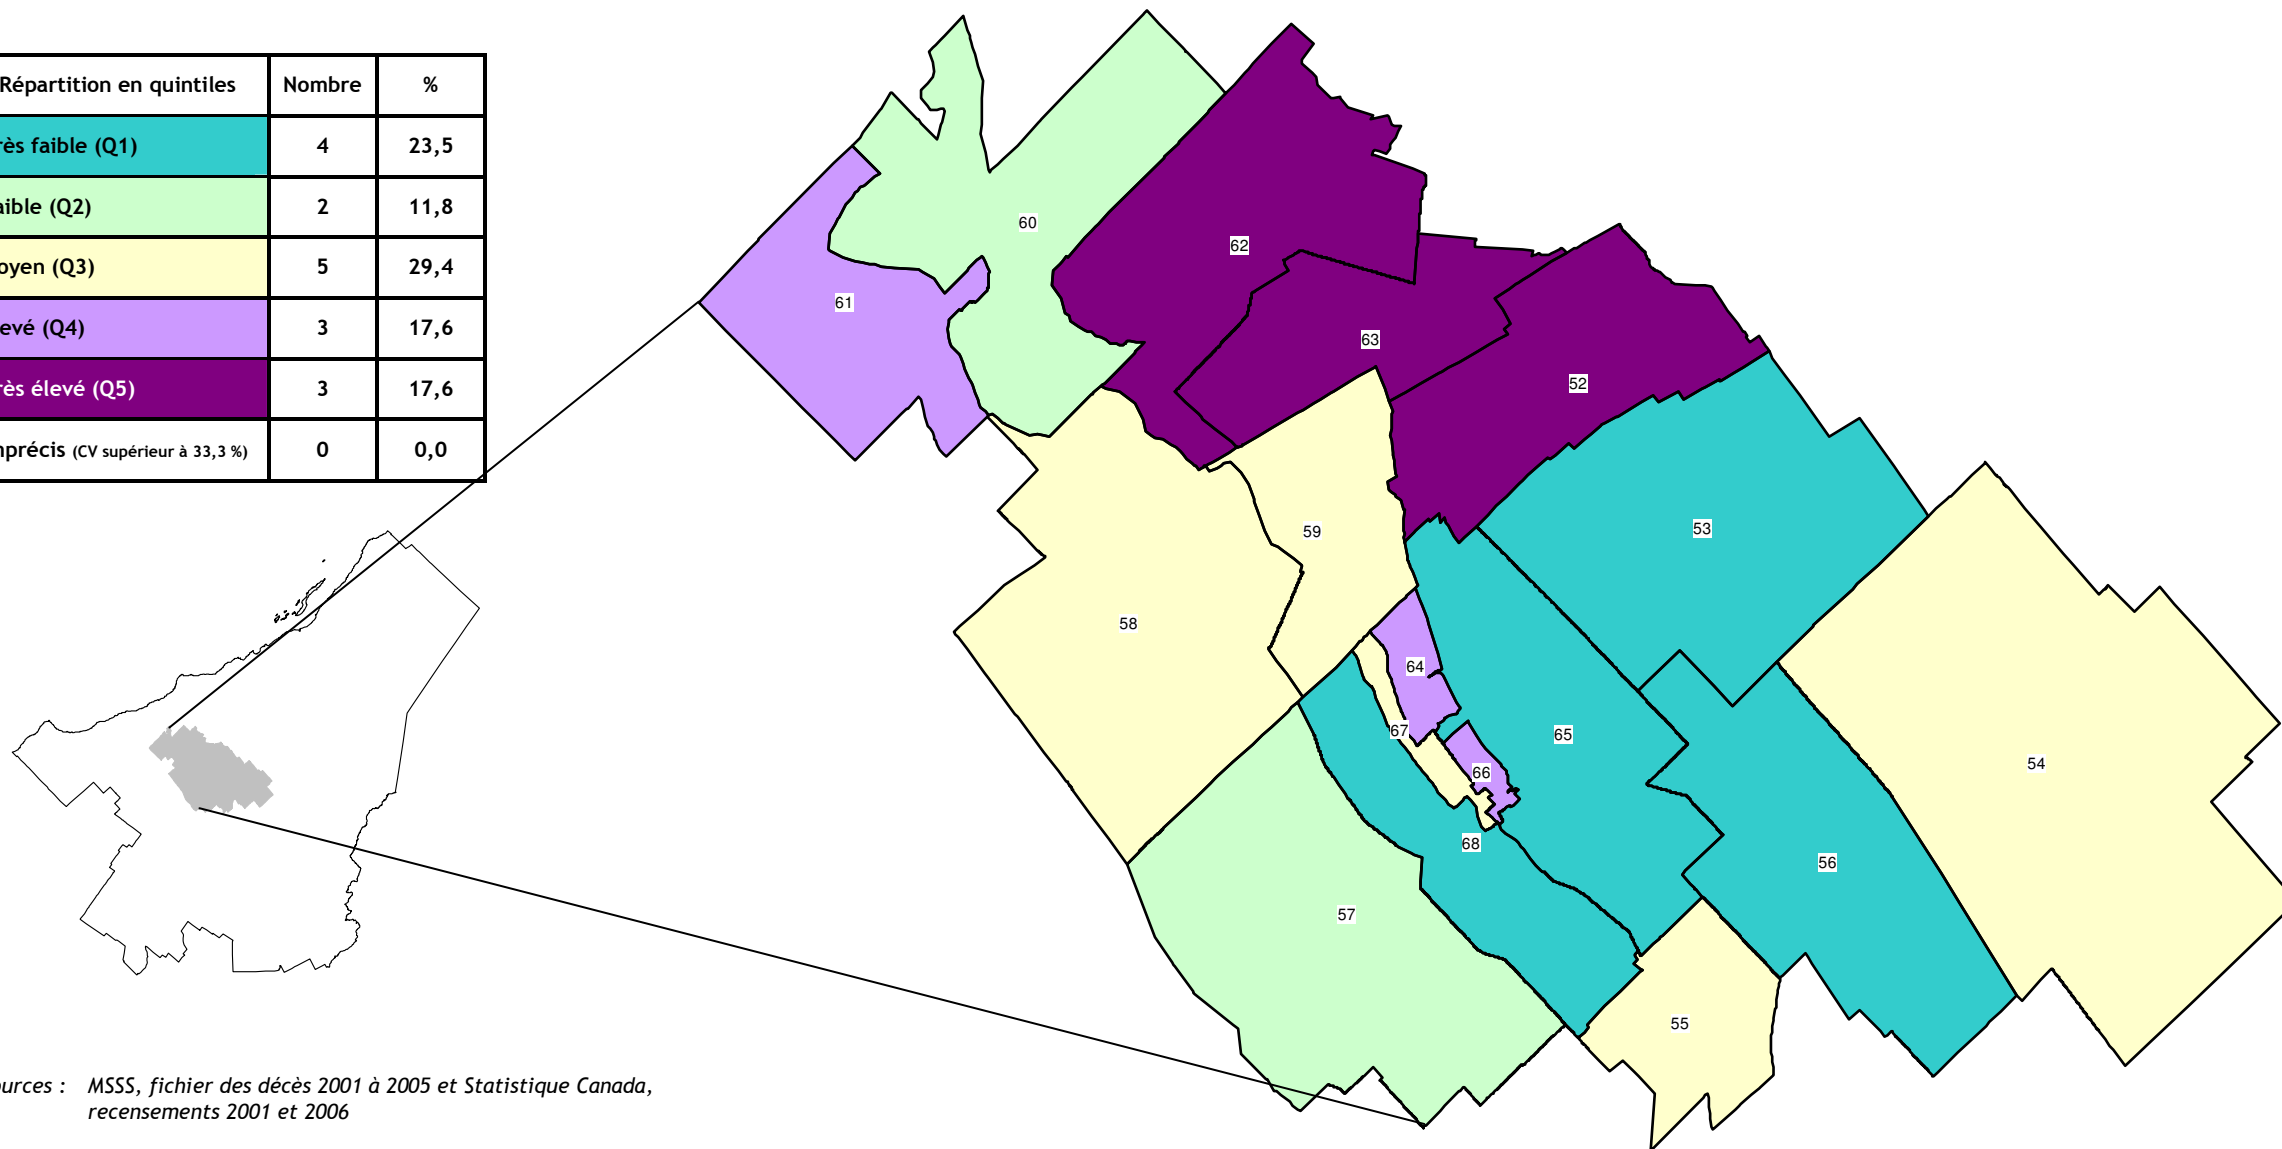 Répartition en quintiles Nombre %
rès faible (Q1) 4 23,5
aible (Q2) 2 11,8
oyen (Q3) 5 29,4
evé (Q4) 3 17,6
rès élevé (Q5) 3 17,6
nprécis (CV supérieur à 33,3 %) 0 0,0
60
62
61
63
52
53
59
58
64
67
65
66
54
68
56
57
55
ources : MSSS, fichier des décès 2001 à 2005 et Statistique Canada,
recensements 2001 et 2006